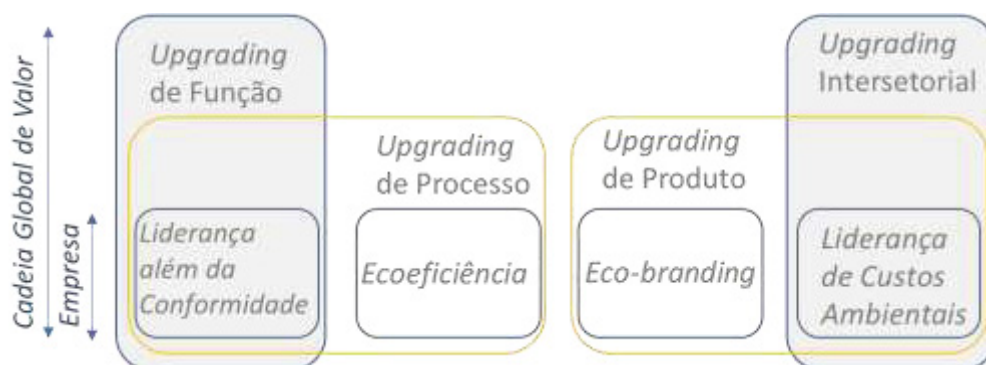 Cadeia Global de Valor
Empresa
Upgrading
de Função
Upgrading
de Processo
Upgrading
de Produto
Upgrading
Intersetorial
Liderança
além da
Conformidade
Ecoeficiência
Eco-branding
Liderança
de Custos
Ambientais